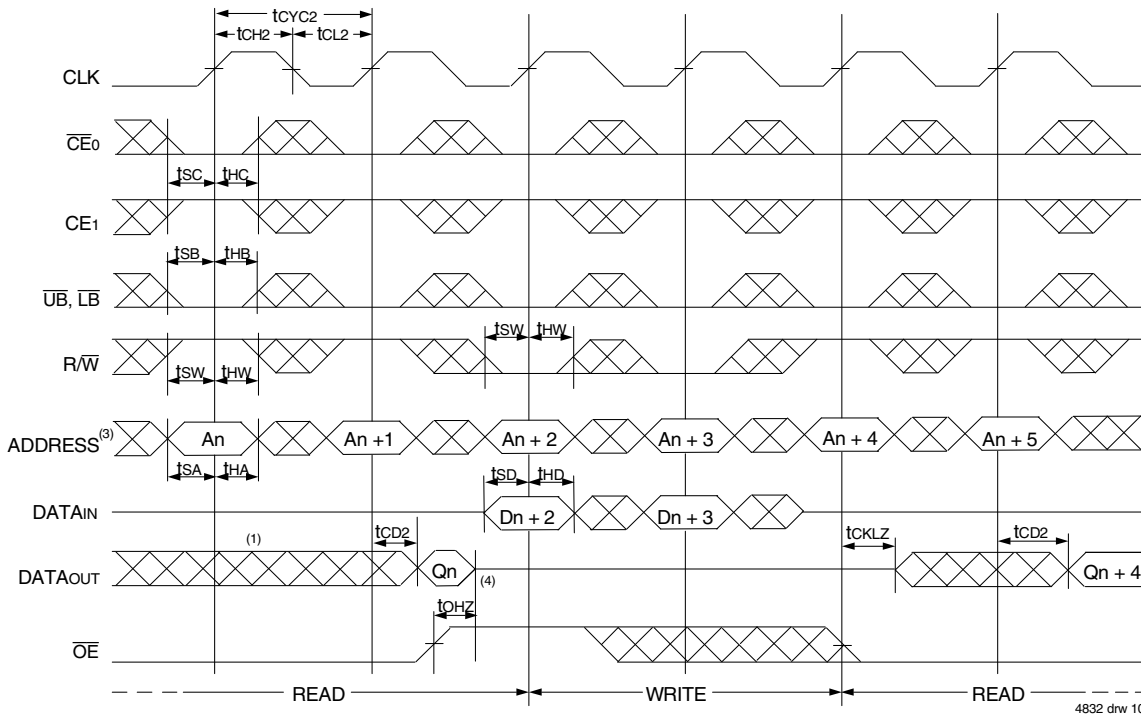 tCYC2
tCH2 tCL2
CLK
CE0
tSC tHC
CE1
tSB tHB
UB, LB
tSW tHW
R/W
tSW tHW
ADDRESS(3) An An +1 An + 2 An + 3 An + 4 An + 5
tSA tHA tSD tHD
DATAIN Dn + 2 Dn + 3
(1) tCD2 tCKLZ tCD2
DATAOUT Qn (4) Qn + 4
tOHZ
OE
READ WRITE READ
4832 drw 10